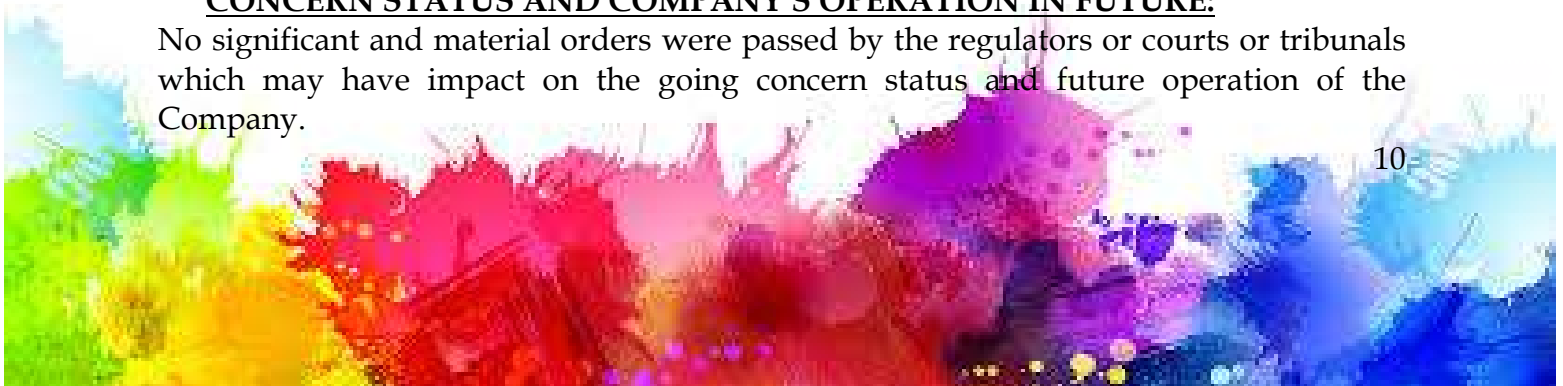 CONCERN STATUS AND COMPANY'S OPERATION IN FUTURE:
No significant and material orders were passed by the regulators or courts or tribunals
which may have impact on the going concern status and future operation of the
Company.
10